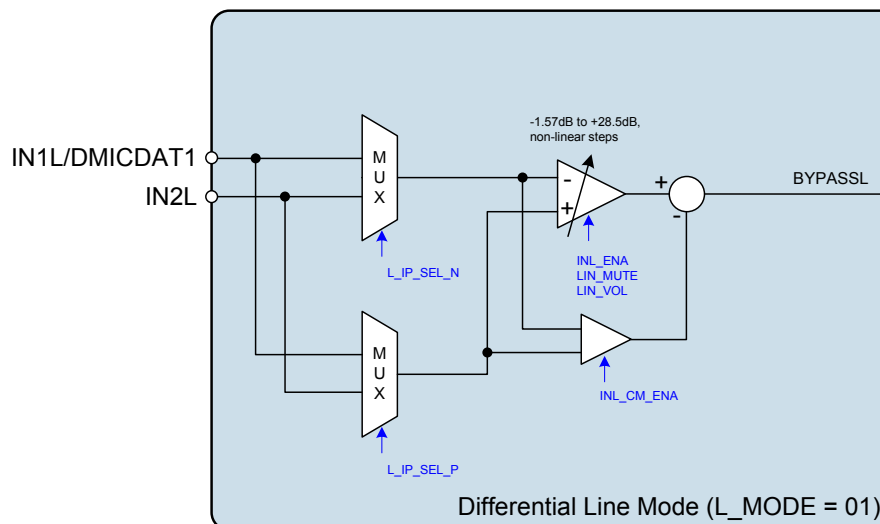 -1.57dB to +28.5dB,
non-linear steps
IN1L/DMICDAT1
IN2L
M
U
X
L_IP_SEL_N
-
+
INL_ENA
LIN_MUTE
LIN_VOL
+
-
BYPASSL
M
U
X
L_IP_SEL_P
INL_CM_ENA
Differential Line Mode (L_MODE = 01)